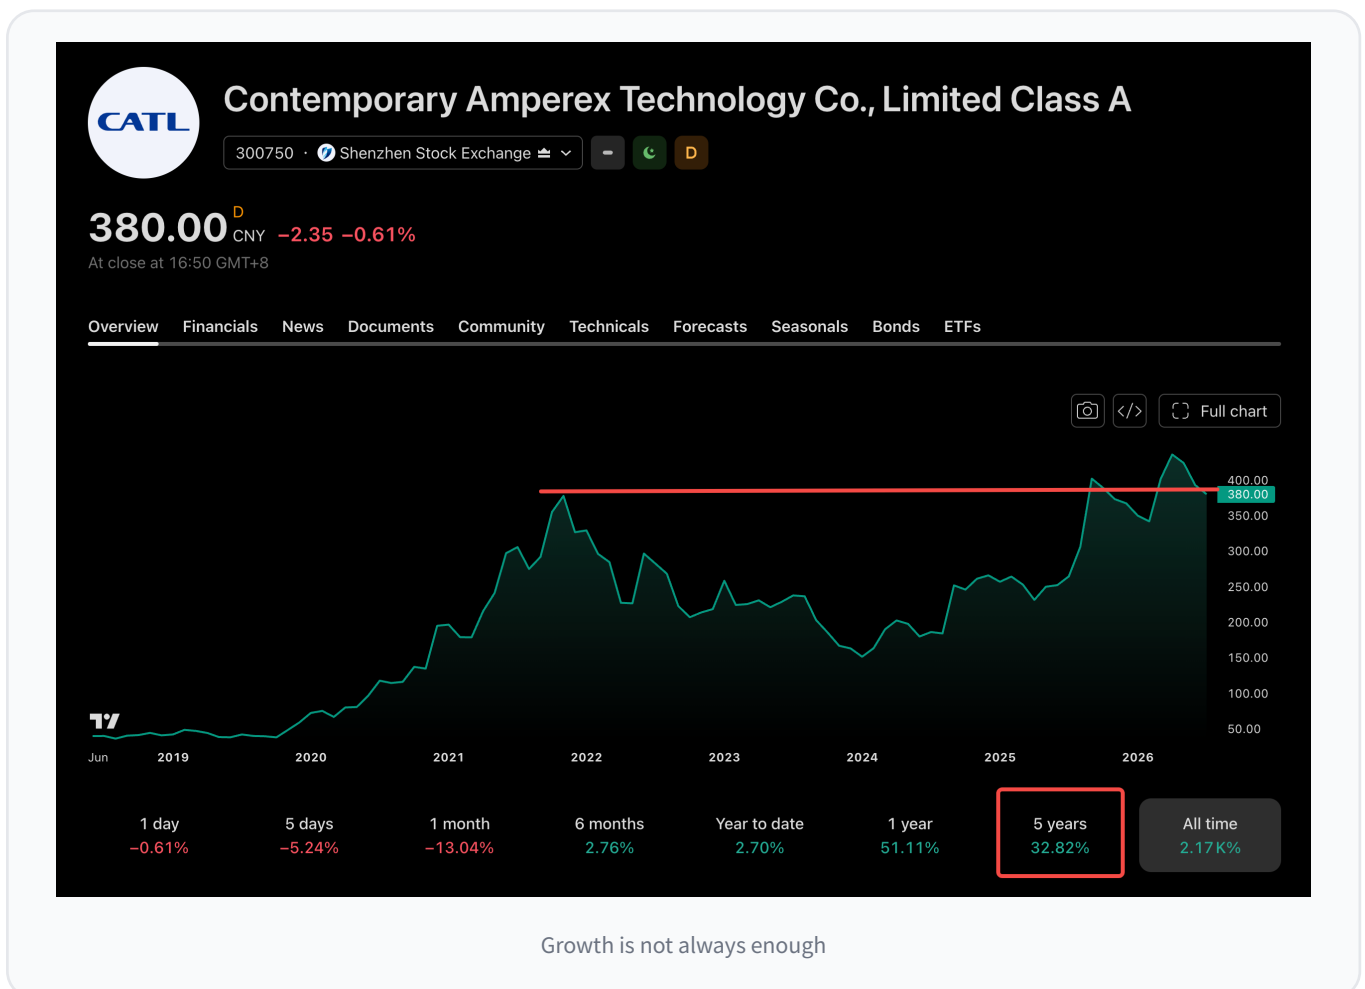 CATL
Contemporary Amperex Technology Co., Limited Class A
300750 · Shenzhen Stock Exchange
D
380.00 D CNY −2.35 −0.61%
At close at 16:50 GMT+8
Overview Financials News Documents Community Technicals Forecasts Seasonals Bonds ETFs
Full chart
400.00
380.00
350.00
300.00
250.00
200.00
150.00
100.00
50.00
Jun 2019 2020 2021 2022 2023 2024 2025 2026
1 day 5 days 1 month 6 months Year to date 1 year 5 years All time
−0.61% −5.24% −13.04% 2.76% 2.70% 51.11% 32.82% 2.17K%
Growth is not always enough